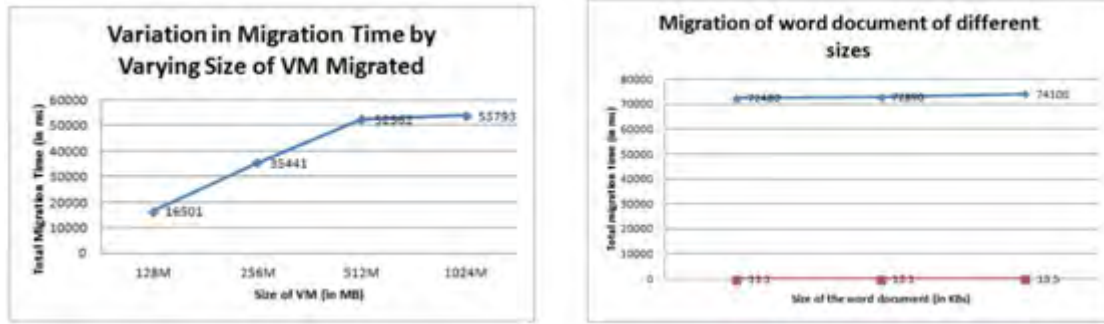 Variation in Migration Time by
Varying Size of VM Migrated
Total Migration Time (in ms)
60000
50000
40000
30000
20000
10000
0
16501
35441
53793
128M
256M
512M
1024M
Size of VM (in MB)
Migration of word document of different
sizes
Total migration time (in ms)
80000
70000
60000
50000
40000
30000
20000
10000
0
72480
72890
74100
Size of the word document (in KBs)